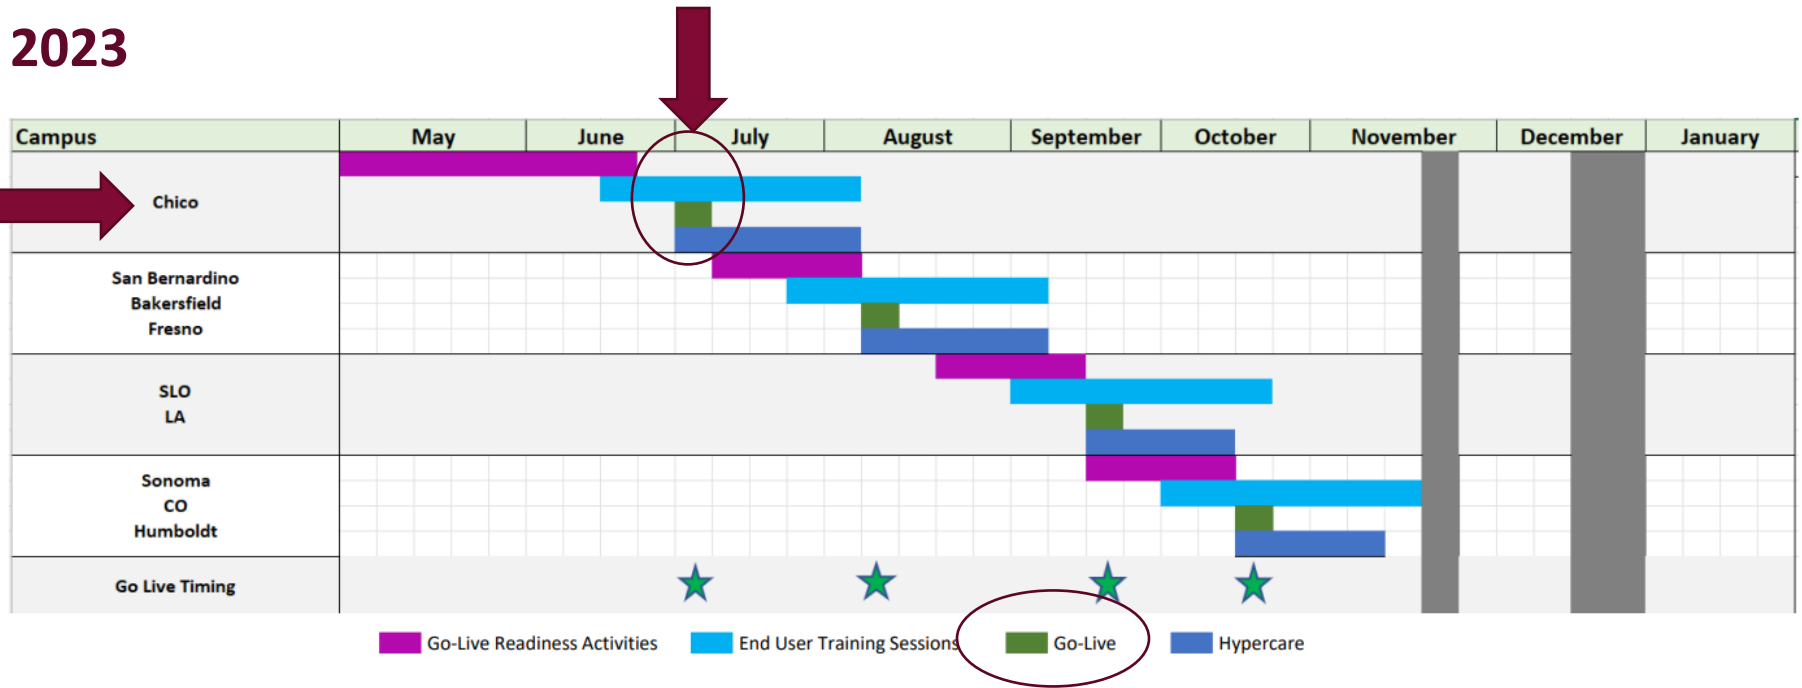 2023
Campus May June July August September October November December January
Chico
San Bernardino
Bakersfield
Fresno
SLO
LA
Sonoma
CO
Humboldt
Go Live Timing
Go-Live Readiness Activities End User Training Sessions Go-Live Hypercare